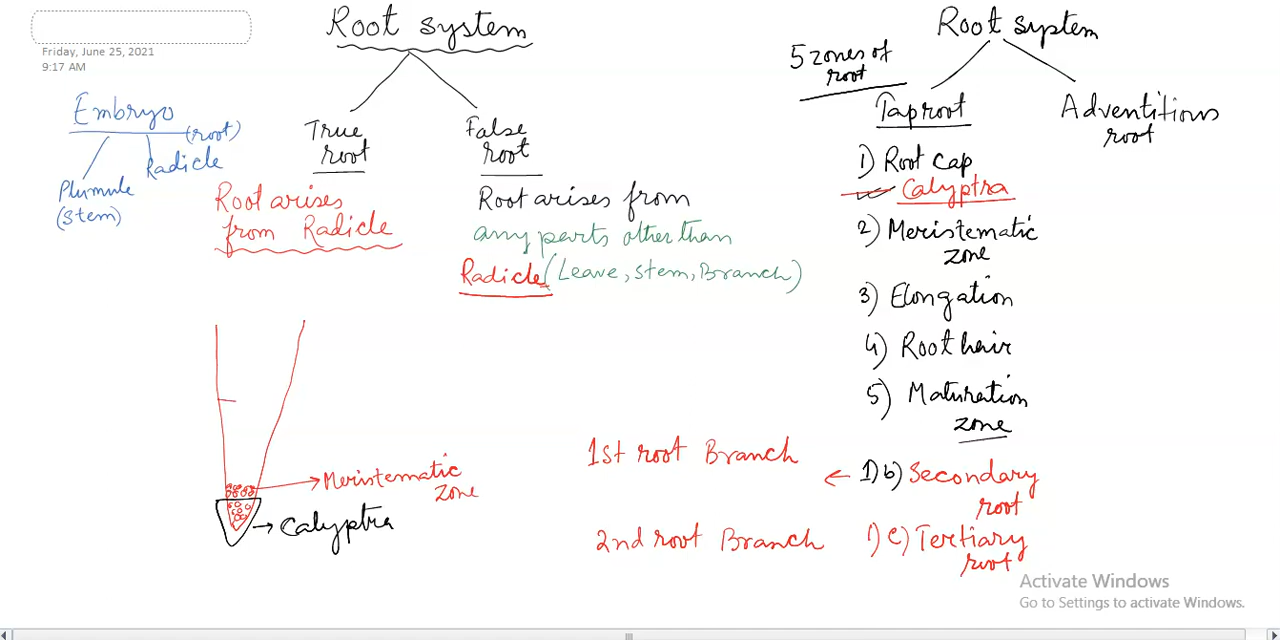 Friday, June 25, 2021
9:17 AM
Root system
Embryo
(root)
Radicle
Plumule
(Stem)
True
root
False
root
Root arises
from Radicle
Root arises from
any parts other than
Radicle (Leave, stem, Branch)
Meristematic
zone
Calyptra
Root system
5 zones of
root
Taproot
Adventitious
root
1) Root cap
Calyptra
2) Meristematic
zone
3) Elongation
4) Root hair
5) Maturation
zone
1st root Branch
← 1) b) Secondary
root
2nd root Branch
1) c) Tertiary
root
Activate Windows
Go to Settings to activate Windows.